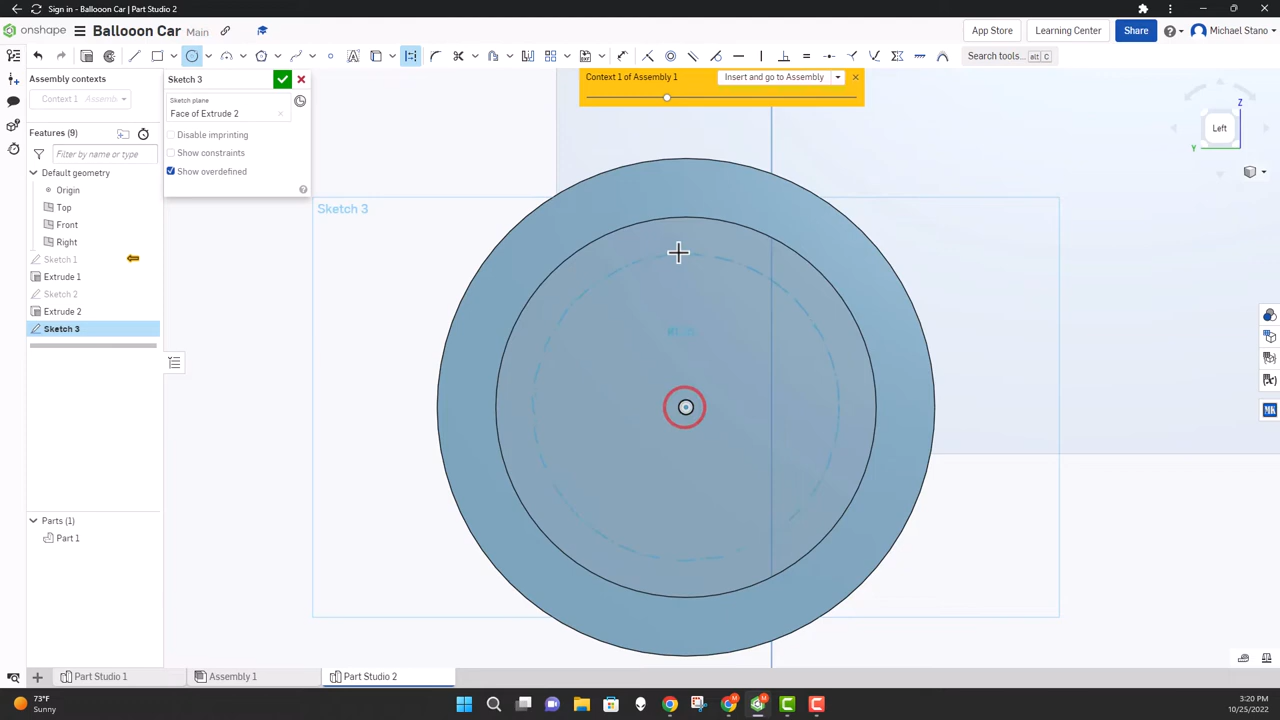 Sign in - Ballooon Car | Part Studio 2
onshape
Ballooon Car
Main
App Store
Learning Center
Share
Michael Stano
Search tools...
alt C
Assembly contexts
Context 1
Assemb
Features (9)
Filter by name or type
Default geometry
Origin
Top
Front
Right
Sketch 1
Extrude 1
Sketch 2
Extrude 2
Sketch 3
Parts (1)
Part 1
Sketch 3
Sketch plane
Face of Extrude 2
Disable imprinting
Show constraints
Show overdefined
Context 1 of Assembly 1
Insert and go to Assembly
Sketch 3
Left
Z
Y
(x)
MK
Part Studio 1
Assembly 1
Part Studio 2
73°F
Sunny
3:20 PM
10/25/2022